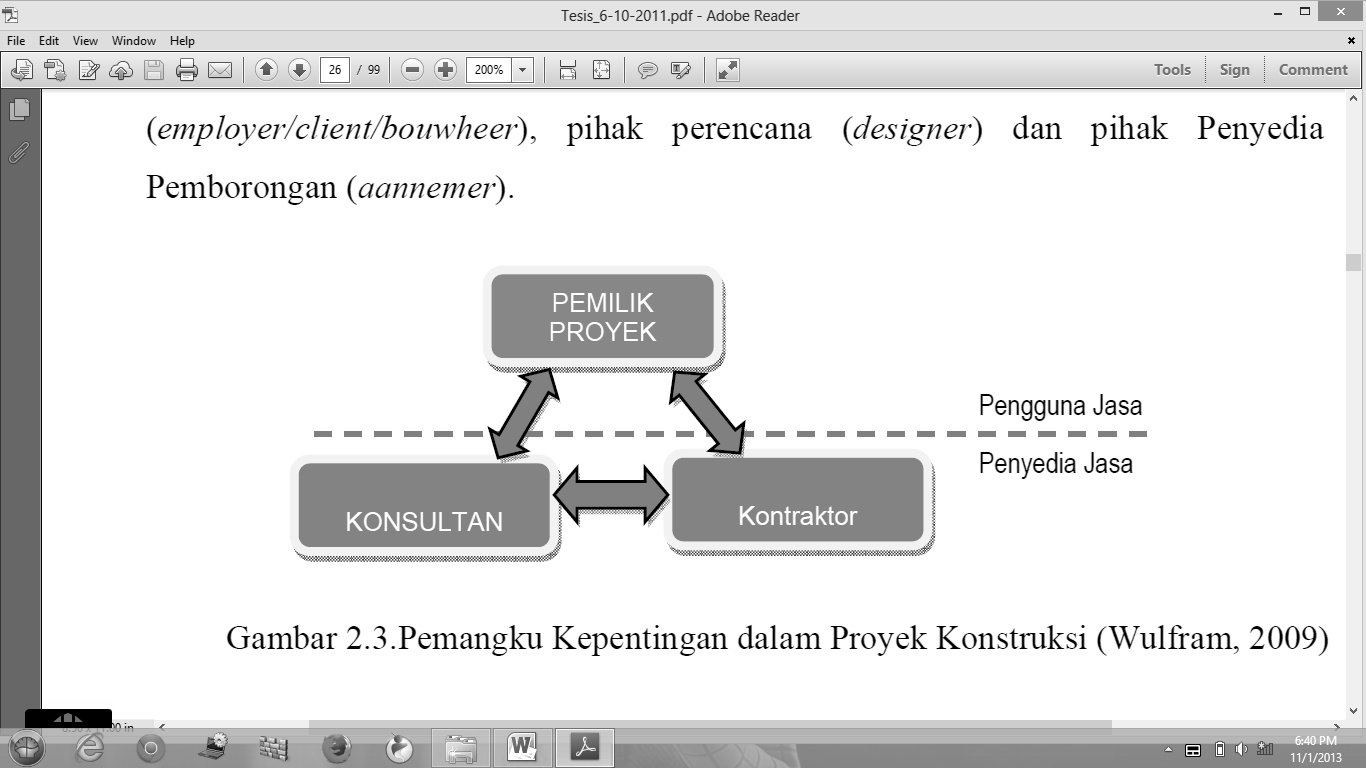 Tesis_6-10-2011.pdf - Adobe Reader
File Edit View Window Help
26 / 99 200% Tools Sign Comment
(employer/client/bouwheer), pihak perencana (designer) dan pihak Penyedia
Pemborongan (aannemer).
PEMILIK
PROYEK
Pengguna Jasa
Penyedia Jasa
KONSULTAN
Kontraktor
Gambar 2.3.Pemangku Kepentingan dalam Proyek Konstruksi (Wulfram, 2009)
6:40 PM
11/1/2013